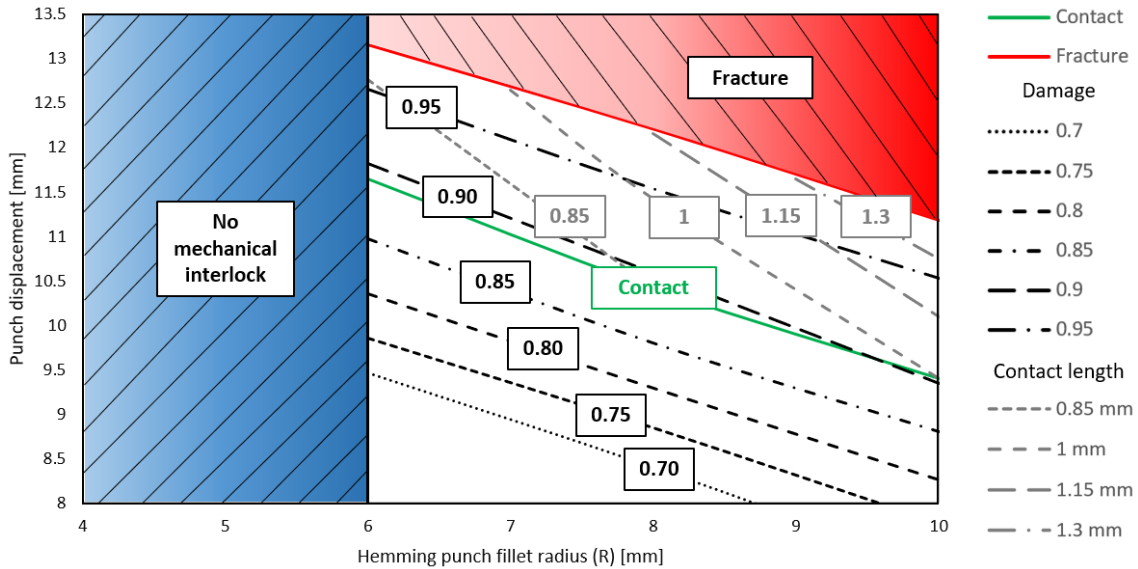 13.5
13
12.5
12
11.5
11
10.5
10
9.5
9
8.5
8
Punch displacement [mm]
4
5
6
7
8
9
10
Hemming punch fillet radius (R) [mm]
No
mechanical
interlock
Fracture
0.95
0.90
0.85
1
1.15
1.3
Contact
0.85
0.80
0.75
0.70
Contact
Fracture
Damage
0.7
0.75
0.8
0.85
0.9
0.95
Contact length
0.85 mm
1 mm
1.15 mm
1.3 mm